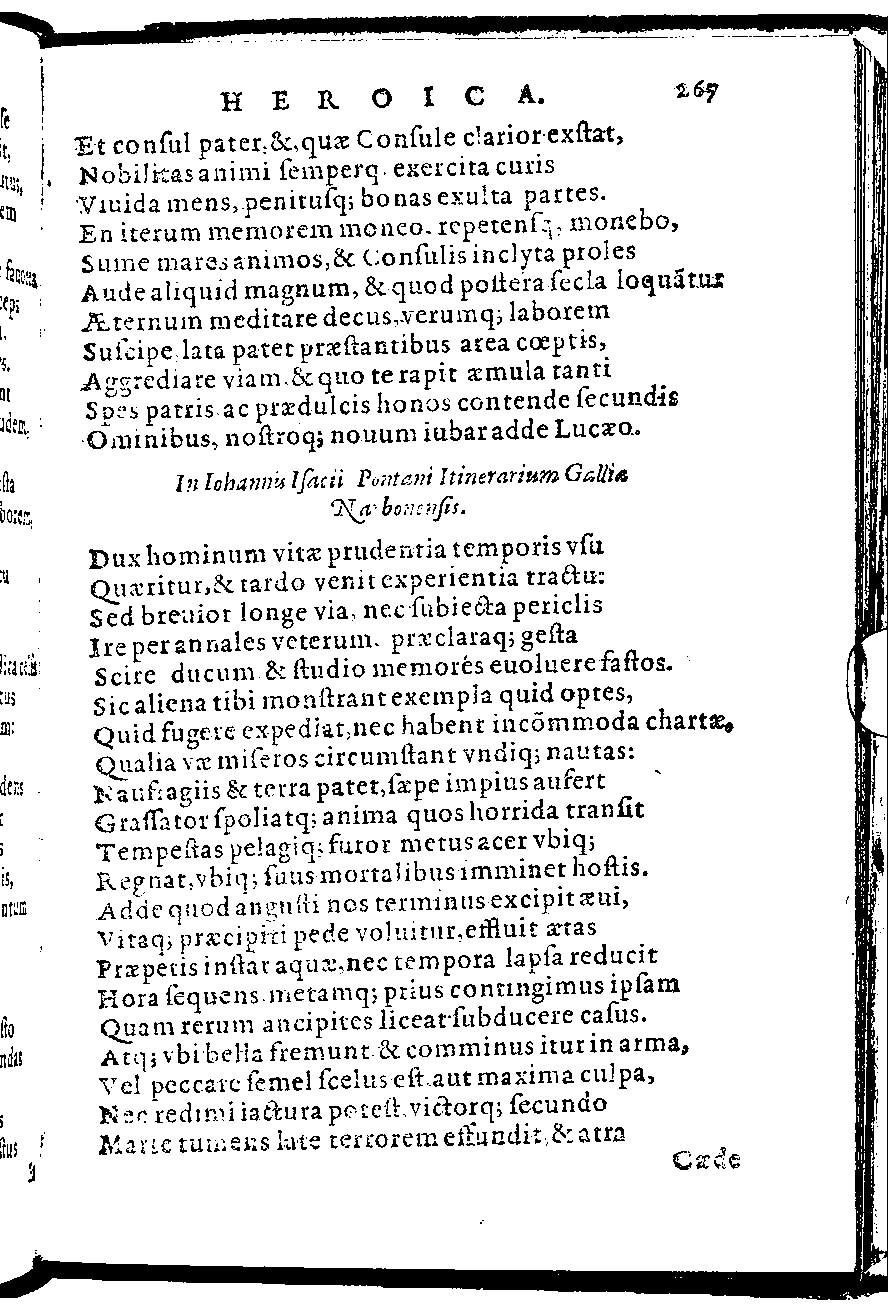 HEROICA. 267
Et conſul pater, &, quæ Conſule clarior exſtat,
Nobilitas animi ſemperq. exercita curis
Viuida mens, penituſq; bonas exulta partes.
En iterum memorem moneo. repetenſq, monebo,
Sume mares animos, & Conſulis inclyta proles
Aude aliquid magnum, & quod poſtera ſecla loquãtur
Æternum meditare decus, verumq; laborem
Suſcipe, lata patet præſtantibus area cœptis,
Aggrediare viam. & quo te rapit æmula tanti
Spes patris ac prædulcis honos contende ſecundis
Ominibus, noſtroq; nouum iubar adde Lucæo.
In Iohannis Iſacii Pontani Itinerarium Galliæ
Narbonenſis.
Dux hominum vitæ prudentia temporis vſu
Quæritur, & tardo venit experientia tractu:
Sed breuior longe via, nec ſubiecta periclis
Ire per annales veterum. præclaraq; geſta
Scire ducum & ſtudio memorés euoluere faſtos.
Sic aliena tibi monſtrant exempla quid optes,
Quid fugere expediat, nec habent incõmoda chartæ,
Qualia væ miſeros circumſtant vndiq; nautas:
Naufragiis & terra patet, ſæpe impius aufert
Graſſator ſpoliatq; anima quos horrida tranſit
Tempeſtas pelagiq; furor metus acer vbiq;
Regnat, vbiq; ſuus mortalibus imminet hoſtis.
Adde quod anguſti nos terminus excipit æui,
Vitaq; præcipiti pede voluitur, effluit ætas
Præpetis inſtar aquæ, nec tempora lapſa reducit
Hora ſequens. metamq; prius contingimus ipſam
Quam rerum ancipites liceat ſubducere caſus.
Atq; vbi bella fremunt & comminus itur in arma,
Vel peccare ſemel ſcelus eſt. aut maxima culpa,
Nec redimi iactura poteſt. victorq; ſecundo
Marte tumens late terrorem effundit, & atra
Cæde